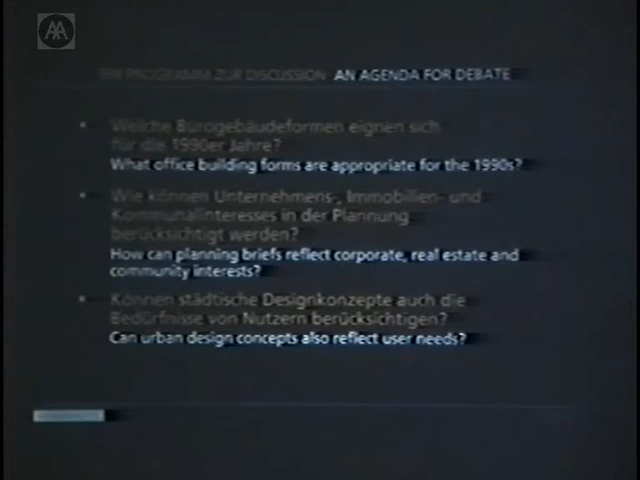 AA
EIN PROGRAMM ZUR DISCUSSION AN AGENDA FOR DEBATE
• Welche Bürogebäudeformen eignen sich
für die 1990er Jahre?
What office building forms are appropriate for the 1990s?
• Wie können Unternehmens-, Immobilien- und
Kommunalinteresses in der Plannung
berücksichtigt werden?
How can planning briefs reflect corporate, real estate and
community interests?
• Können städtische Designkonzepte auch die
Bedürfnisse von Nutzern berücksichtigen?
Can urban design concepts also reflect user needs?